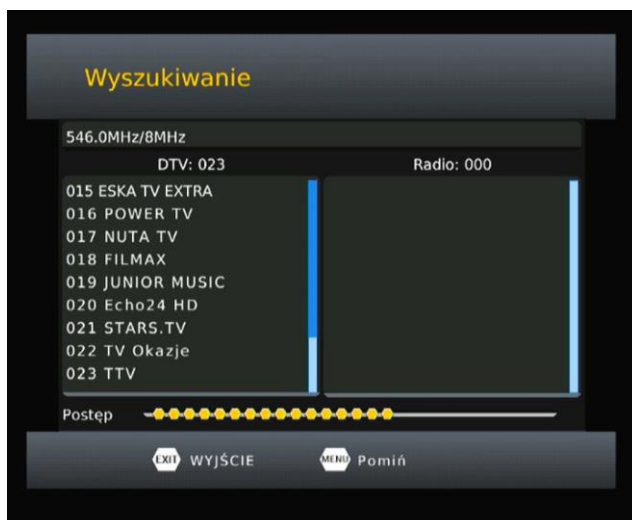 Wyszukiwanie
546.0MHz/8MHz
DTV: 023
Radio: 000
015 ESKA TV EXTRA
016 POWER TV
017 NUTA TV
018 FILMAX
019 JUNIOR MUSIC
020 Echo24 HD
021 STARS.TV
022 TV Okazje
023 TTV
Postęp
EXIT WYJŚCIE
MENU Pomiń